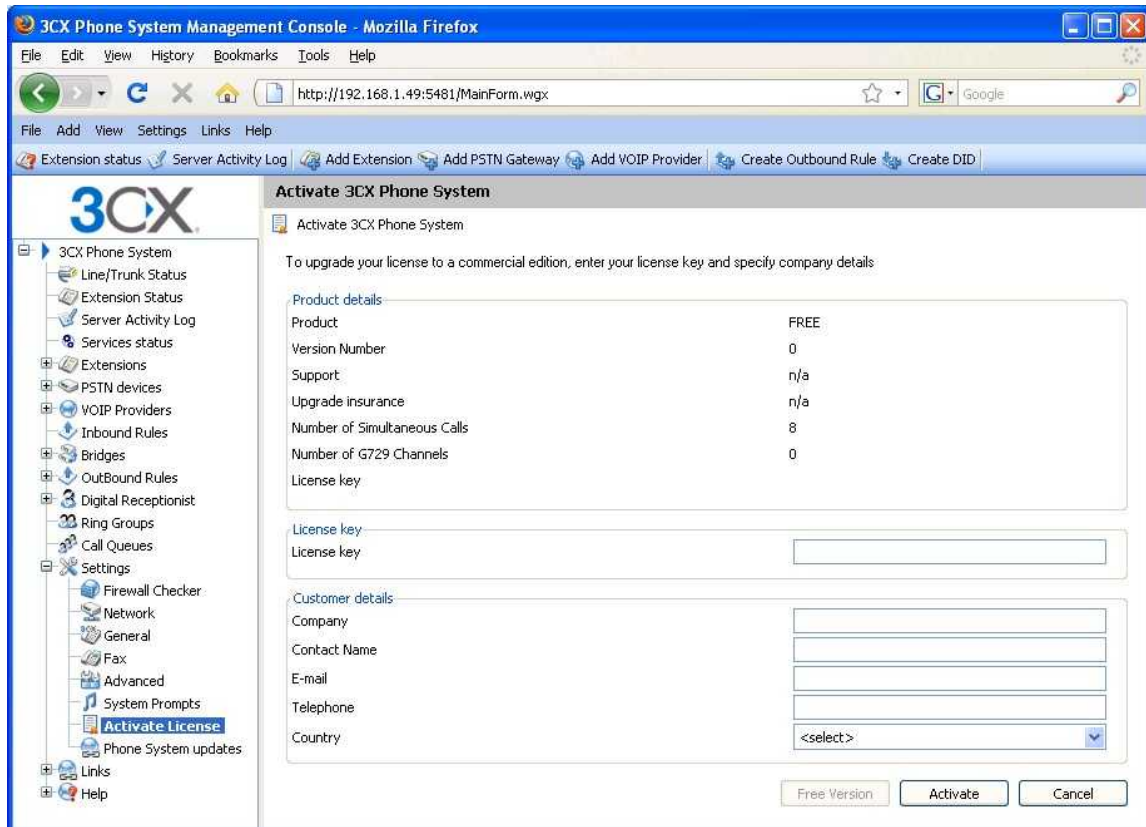 3CX Phone System Management Console - Mozilla Firefox
File Edit View History Bookmarks Tools Help
http://192.168.1.49:5481/MainForm.wgx
G Google
File Add View Settings Links Help
Extension status Server Activity Log Add Extension Add PSTN Gateway Add VOIP Provider Create Outbound Rule Create DID
3CX
3CX Phone System
Line/Trunk Status
Extension Status
Server Activity Log
Services status
Extensions
PSTN devices
VOIP Providers
Inbound Rules
Bridges
OutBound Rules
Digital Receptionist
Ring Groups
Call Queues
Settings
Firewall Checker
Network
General
Fax
Advanced
System Prompts
Activate License
Phone System updates
Links
Help
Activate 3CX Phone System
Activate 3CX Phone System
To upgrade your license to a commercial edition, enter your license key and specify company details
Product details
Product FREE
Version Number 0
Support n/a
Upgrade insurance n/a
Number of Simultaneous Calls 8
Number of G729 Channels 0
License key
License key
License key
Customer details
Company
Contact Name
E-mail
Telephone
Country <select>
Free Version Activate Cancel